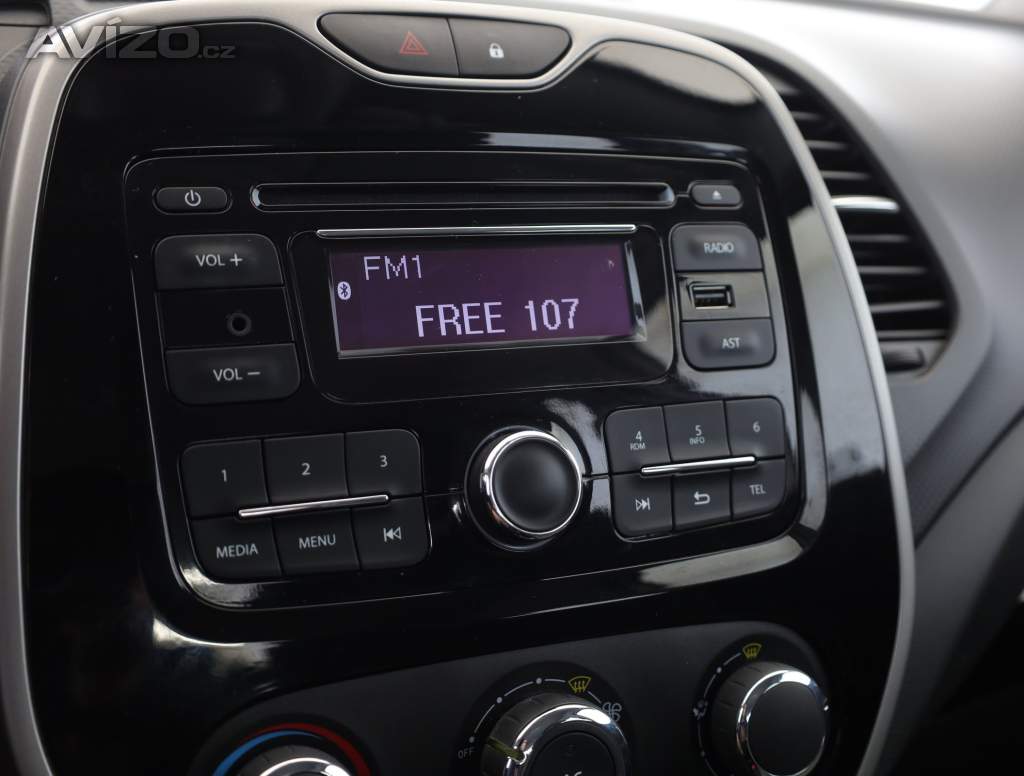 AVÍZO.cz
VOL +
RADIO
FM1
FREE 107
VOL −
AST
1
2
3
4
RDM
5
INFO
6
MEDIA
MENU
TEL
OFF